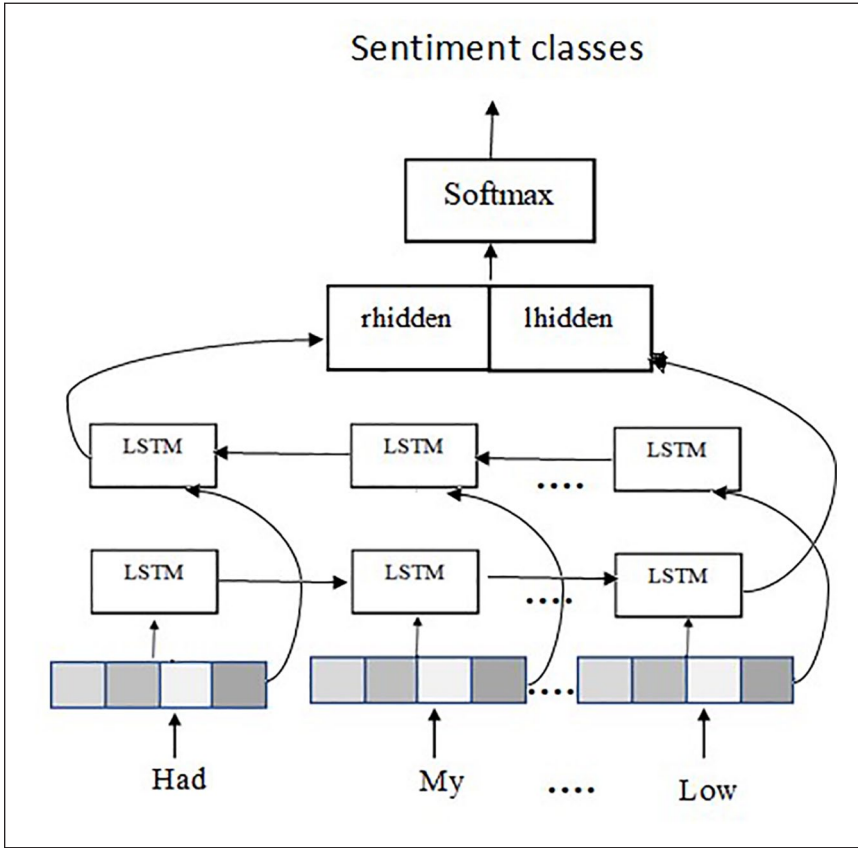 Sentiment classes
Softmax
rhidden lhidden
LSTM LSTM LSTM
....
LSTM LSTM LSTM
....
....
Had My .... Low